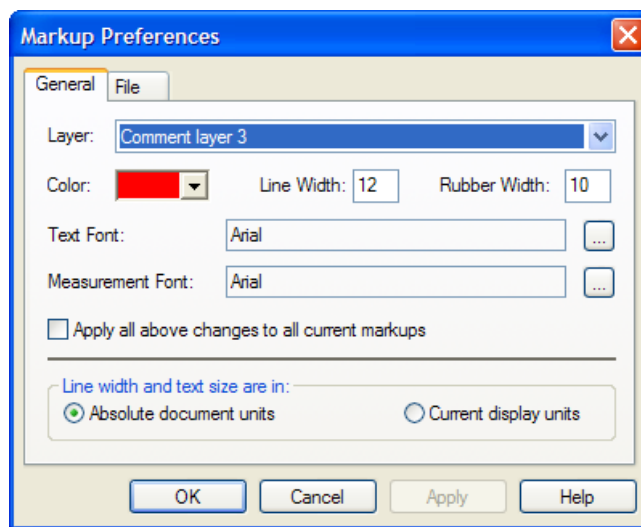 Markup Preferences
General File
Layer: Comment layer 3
Color: Line Width: 12 Rubber Width: 10
Text Font: Arial ...
Measurement Font: Arial ...
Apply all above changes to all current markups
Line width and text size are in:
Absolute document units Current display units
OK Cancel Apply Help